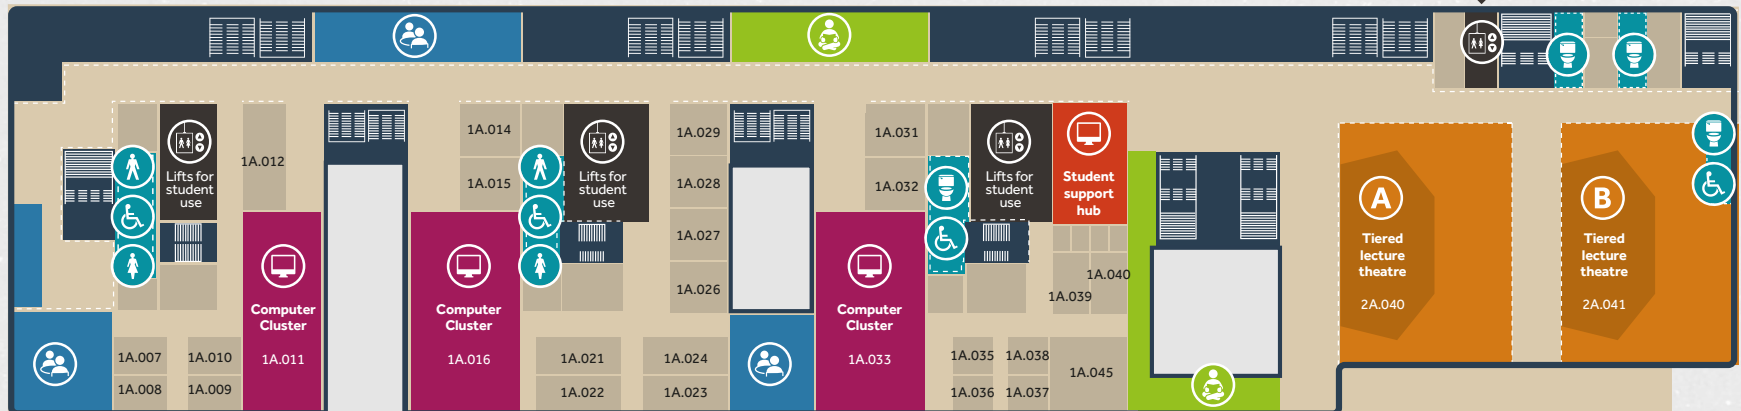 Lifts for
student
use
1A.012
Computer
Cluster
1A.011
1A.007
1A.010
1A.008
1A.009
1A.014
1A.015
Lifts for
student
use
Computer
Cluster
1A.016
1A.021
1A.022
1A.029
1A.028
1A.027
1A.026
1A.024
1A.023
1A.031
1A.032
Lifts for
student
use
Student
support
hub
Computer
Cluster
1A.033
1A.040
1A.039
1A.035
1A.038
1A.036
1A.037
1A.045
A
Tiered
lecture
theatre
2A.040
B
Tiered
lecture
theatre
2A.041